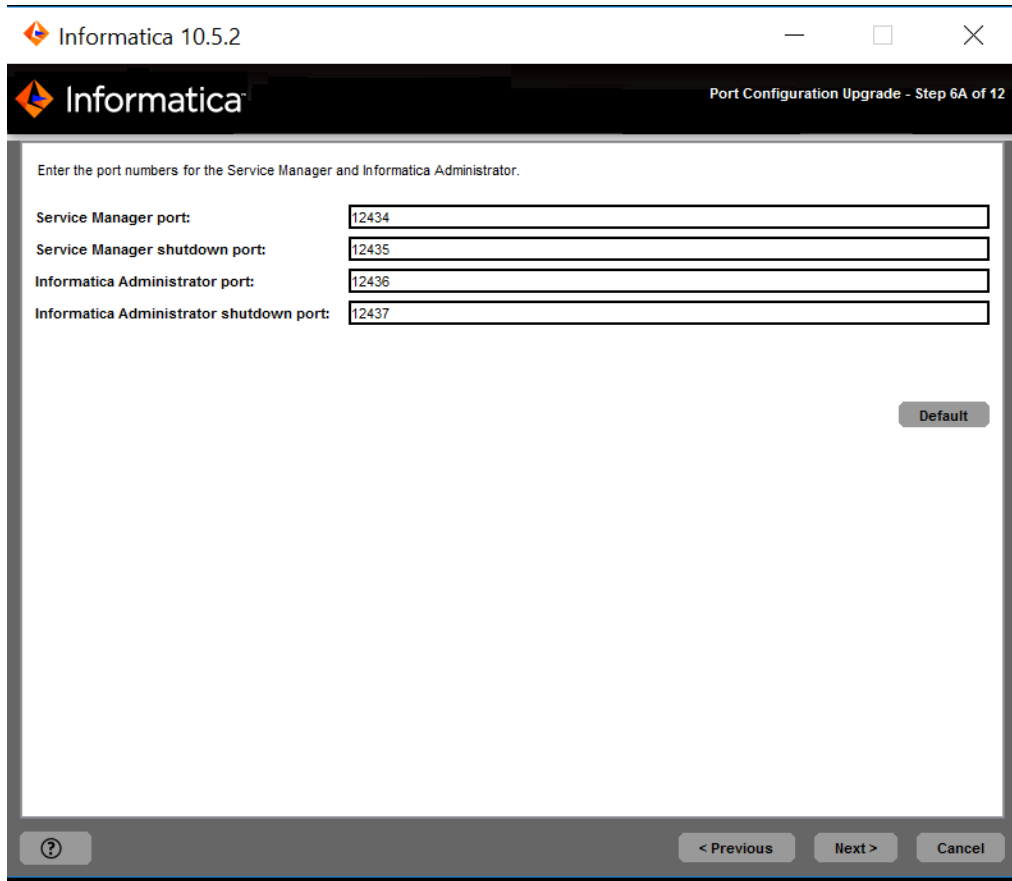 Informatica 10.5.2
Informatica
Port Configuration Upgrade - Step 6A of 12
Enter the port numbers for the Service Manager and Informatica Administrator.
Service Manager port: 12434
Service Manager shutdown port: 12435
Informatica Administrator port: 12436
Informatica Administrator shutdown port: 12437
Default
? < Previous Next > Cancel